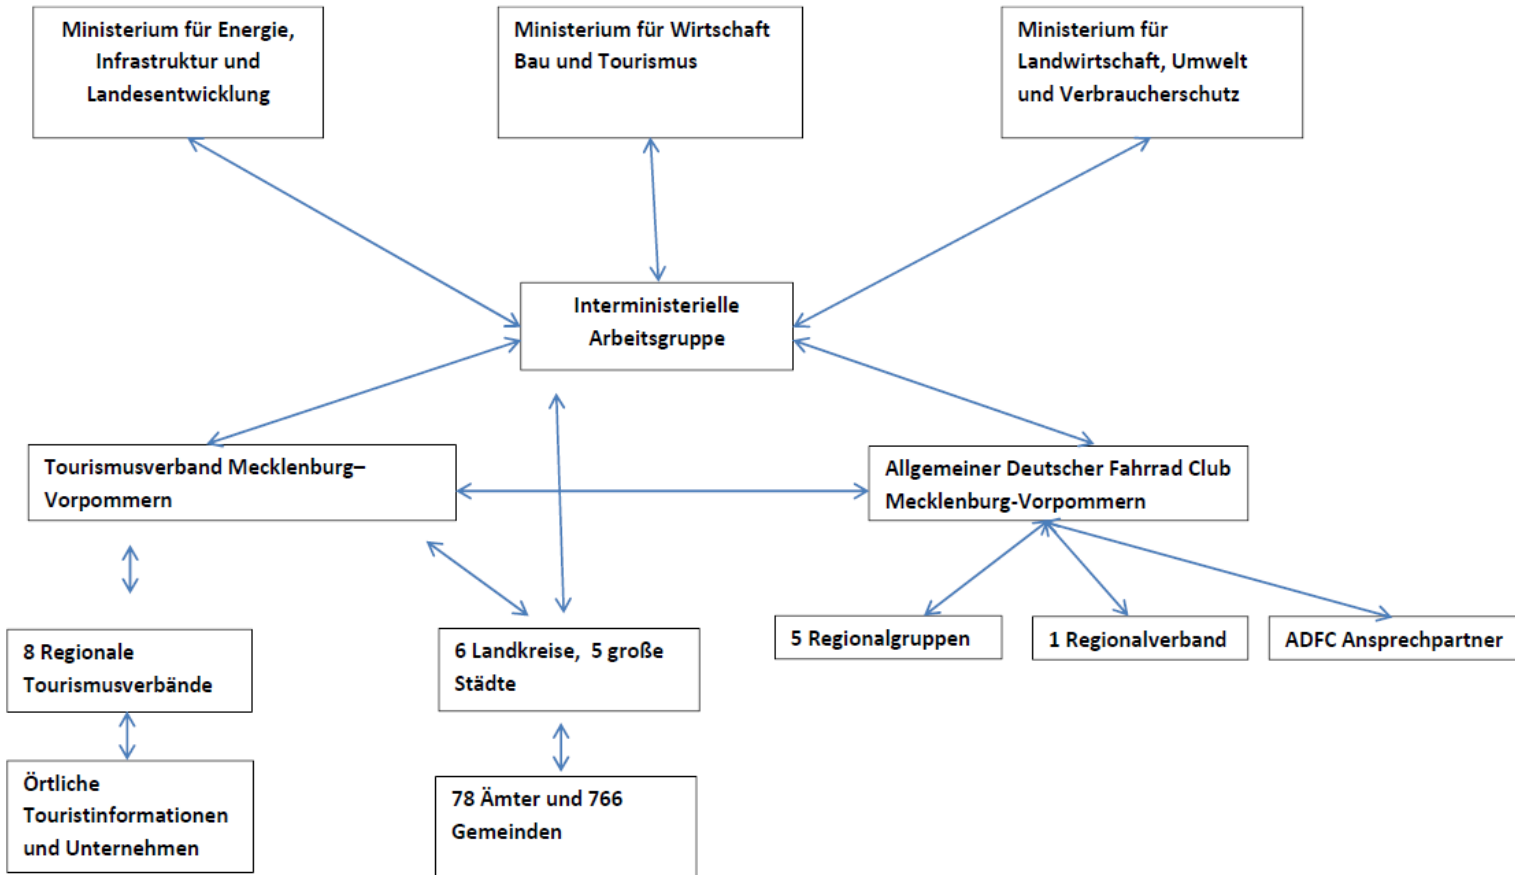 Ministerium für Energie,
Infrastruktur und
Landesentwicklung
Ministerium für Wirtschaft
Bau und Tourismus
Ministerium für
Landwirtschaft, Umwelt
und Verbraucherschutz
Interministerielle
Arbeitsgruppe
Tourismusverband Mecklenburg–
Vorpommern
Allgemeiner Deutscher Fahrrad Club
Mecklenburg-Vorpommern
8 Regionale
Tourismusverbände
6 Landkreise, 5 große
Städte
5 Regionalgruppen
1 Regionalverband
ADFC Ansprechpartner
Örtliche
Touristinformationen
und Unternehmen
78 Ämter und 766
Gemeinden